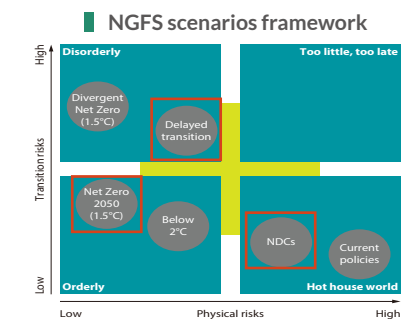 NGFS scenarios framework
High
Disorderly
Too little, too late
Divergent
Net Zero
(1.5°C)
Delayed
transition
Transition risks
Net Zero
2050
(1.5°C)
Below
2°C
NDCs
Current
policies
Low
Orderly
Hot house world
Low
Physical risks
High